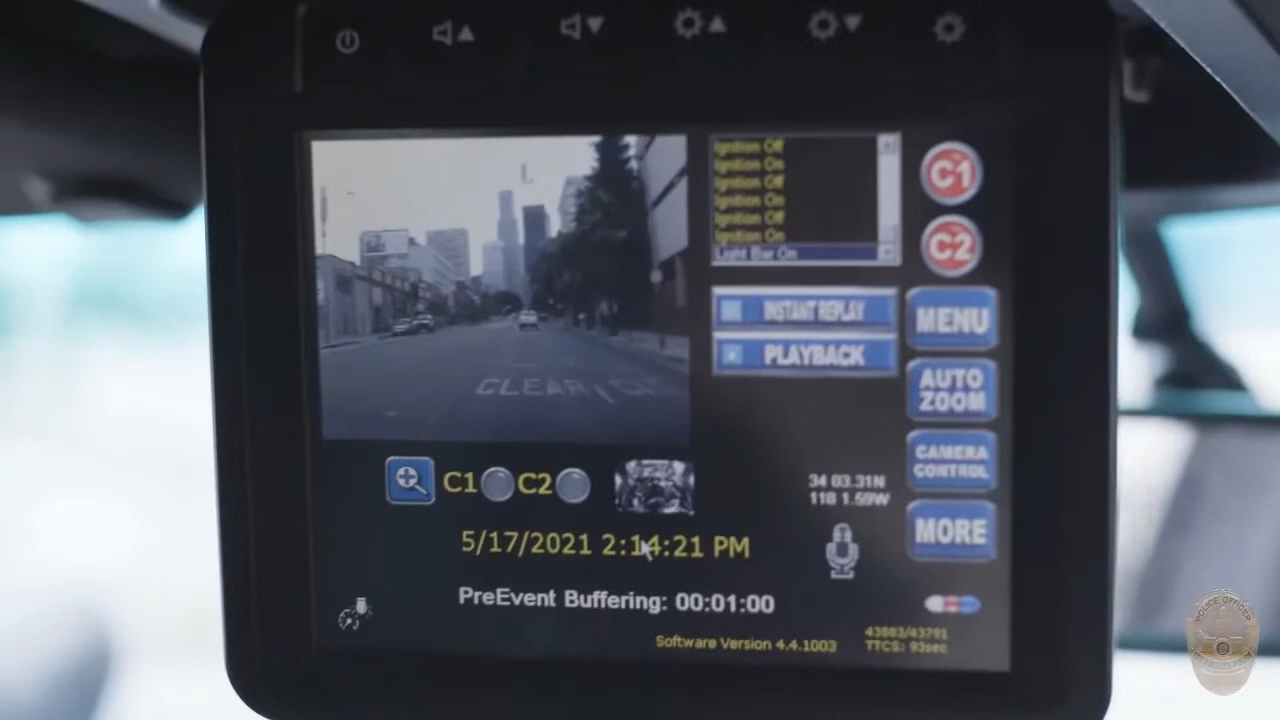 Ignition Off
Ignition On
Ignition Off
Ignition On
Ignition Off
Ignition On
Light Bar On
C1
C2
INSTANT REPLAY
PLAYBACK
MENU
AUTO
ZOOM
CAMERA
CONTROL
MORE
CLEAR
C1 C2
34 03.31N
118 1.59W
5/17/2021 2:14:21 PM
PreEvent Buffering: 00:01:00
Software Version 4.4.1003
43883/43791
TTCS: 93sec
POLICE OFFICER